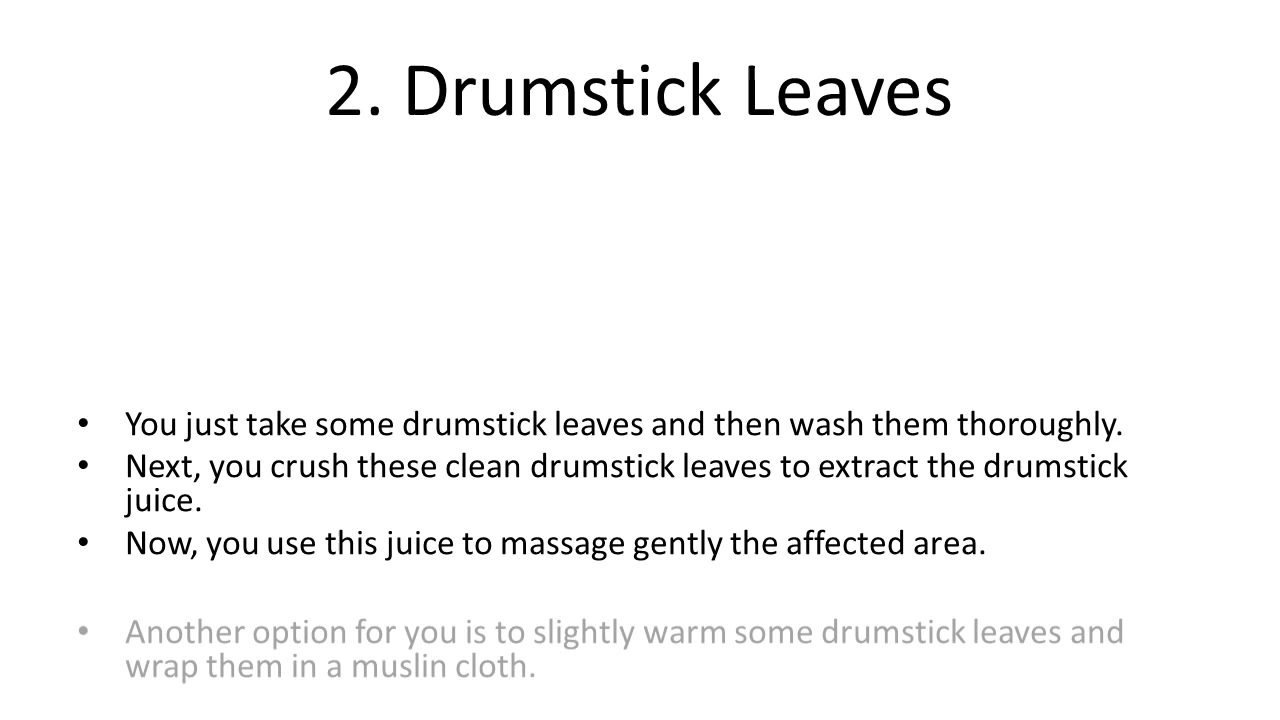 2. Drumstick Leaves
• You just take some drumstick leaves and then wash them thoroughly.
• Next, you crush these clean drumstick leaves to extract the drumstick
juice.
• Now, you use this juice to massage gently the affected area.
• Another option for you is to slightly warm some drumstick leaves and
wrap them in a muslin cloth.